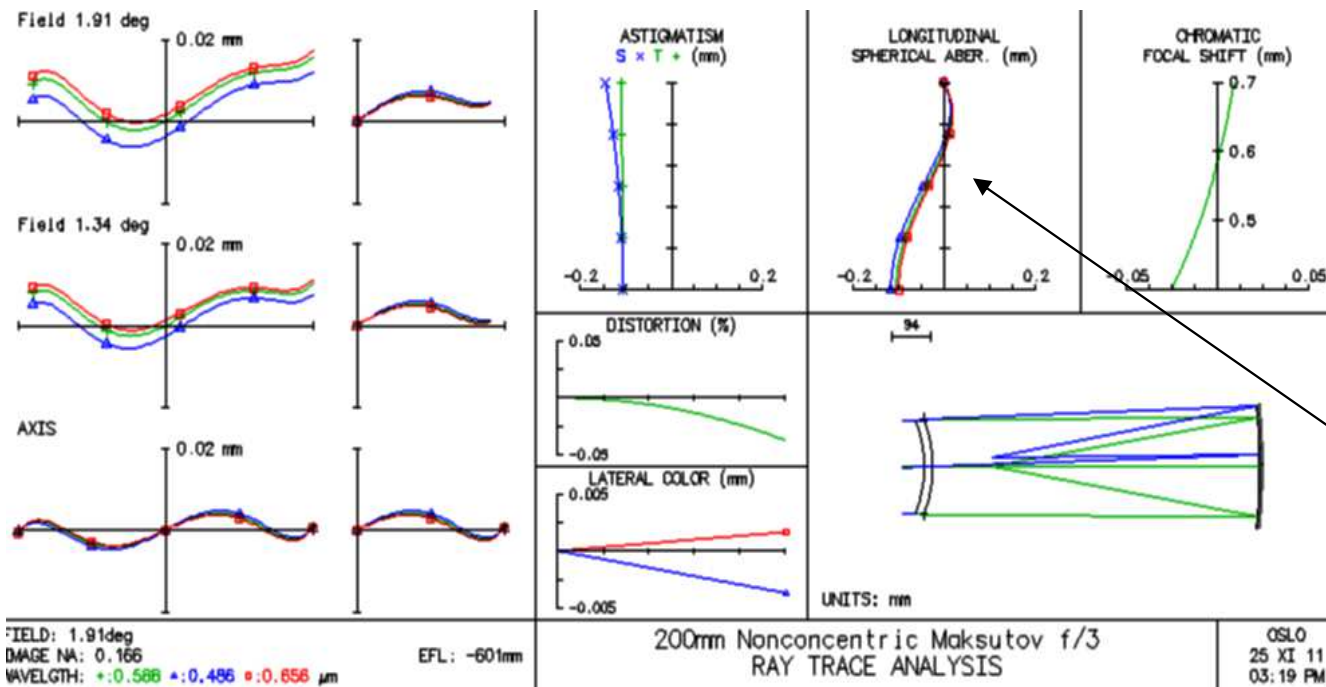 Field 1.91 deg
0.02 mm
Field 1.34 deg
0.02 mm
AXIS
0.02 mm
ASTIGMATISM
S × T + (mm)
-0.2
0.2
LONGITUDINAL
SPHERICAL ABER. (mm)
-0.2
0.2
CHROMATIC
FOCAL SHIFT (mm)
0.7
0.6
0.5
-0.05
0.05
DISTORTION (%)
0.05
-0.05
LATERAL COLOR (mm)
0.005
-0.005
94
UNITS: mm
FIELD: 1.91deg
IMAGE NA: 0.166
EFL: -601mm
WAVELGTH: +:0.588 ▲:0.486 ▫:0.656 µm
200mm Nonconcentric Maksutov f/3
RAY TRACE ANALYSIS
OSLO
25 XI 11
03:19 PM